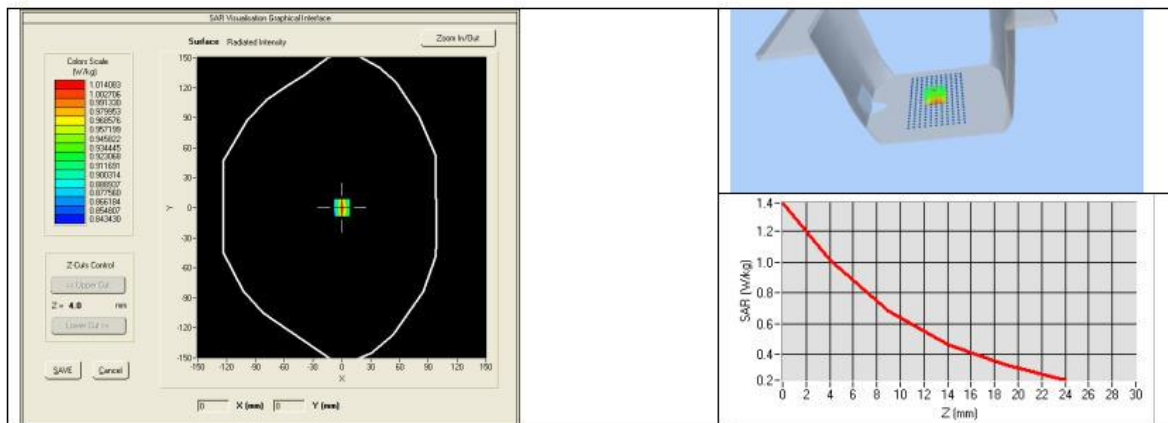 SAR Visualisation Graphical Interface
Surface Radiated Intensity
Zoom In/Out
Colors Scale
(W/kg)
1.014083
1.002706
0.991330
0.979953
0.968576
0.957199
0.945822
0.934445
0.923068
0.911691
0.900314
0.888937
0.877560
0.866184
0.854807
0.843430
Z-Cuts Control
<< Upper Cut
Z = 4.0 mm
Lower Cut >>
SAVE Cancel
150
120
90
60
30
0
-30
-60
-90
-120
-150
Y
-150 -120 -90 -60 -30 0 30 60 90 120 150
X
0 X (mm) 0 Y (mm)
1.4
1.2
1.0
0.8
0.6
0.4
0.2
SAR (W/kg)
0 2 4 6 8 10 12 14 16 18 20 22 24 26 28 30
Z (mm)